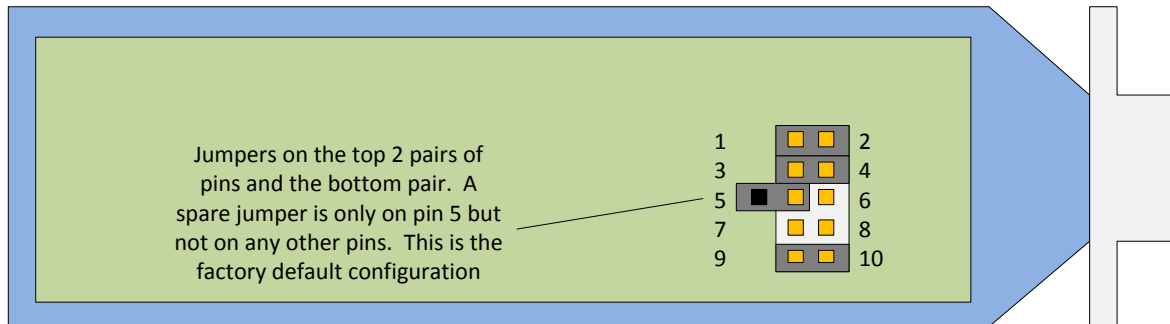 Jumpers on the top 2 pairs of
pins and the bottom pair.  A
spare jumper is only on pin 5 but
not on any other pins.  This is the
factory default configuration
1 2
3 4
5 6
7 8
9 10